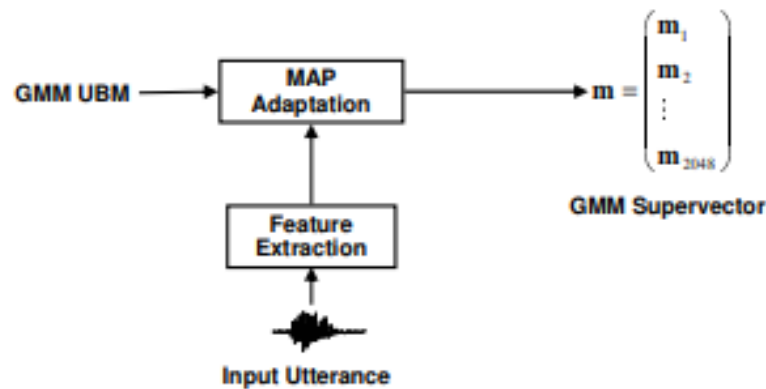 GMM UBM
MAP
Adaptation
m =
m₁
m₂
⋮
m₂₀₄₈
GMM Supervector
Feature
Extraction
Input Utterance